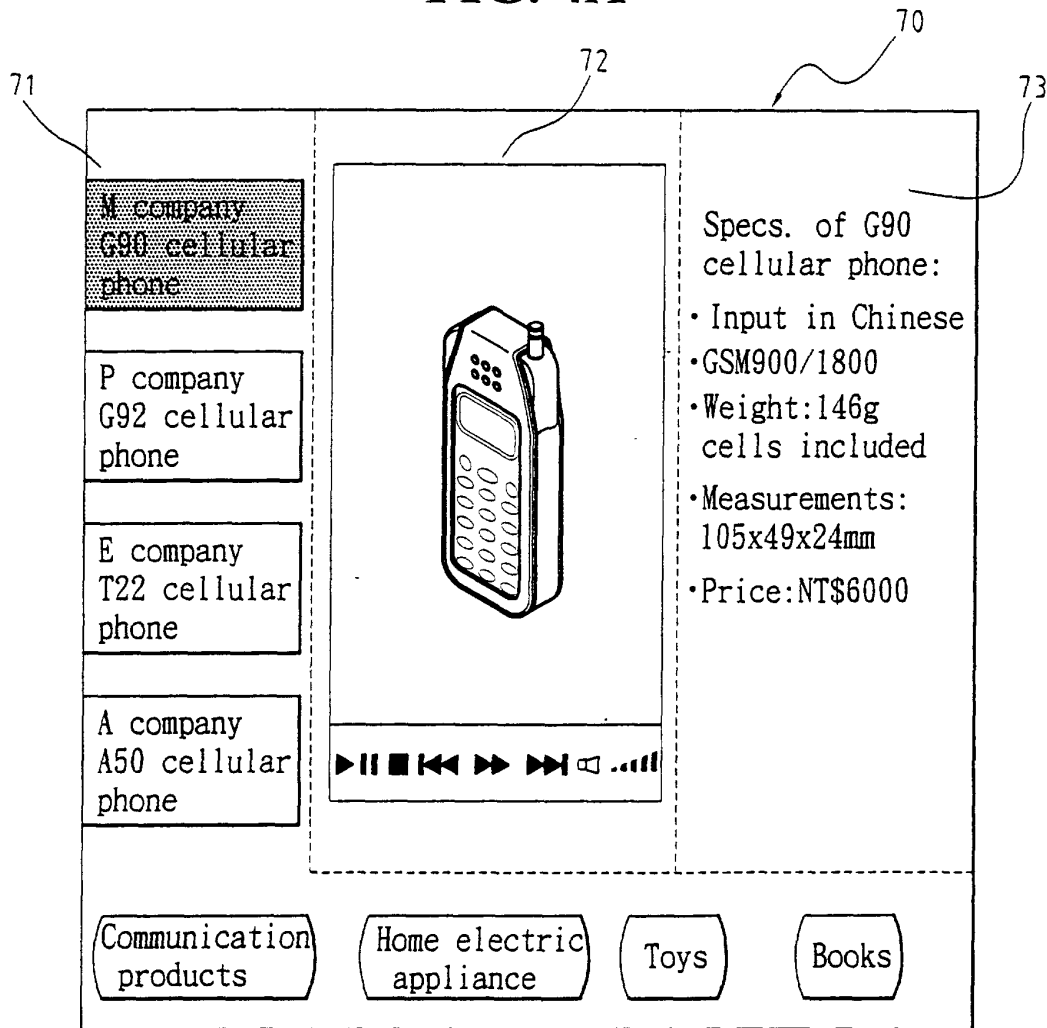 70
72
71
73
M company
G90 cellular
phone
P company
G92 cellular
phone
E company
T22 cellular
phone
A company
A50 cellular
phone
Specs. of G90
cellular phone:
・Input in Chinese
・GSM900/1800
・Weight:146g
cells included
・Measurements:
105x49x24mm
・Price:NT$6000
Communication
products
Home electric
appliance
Toys
Books